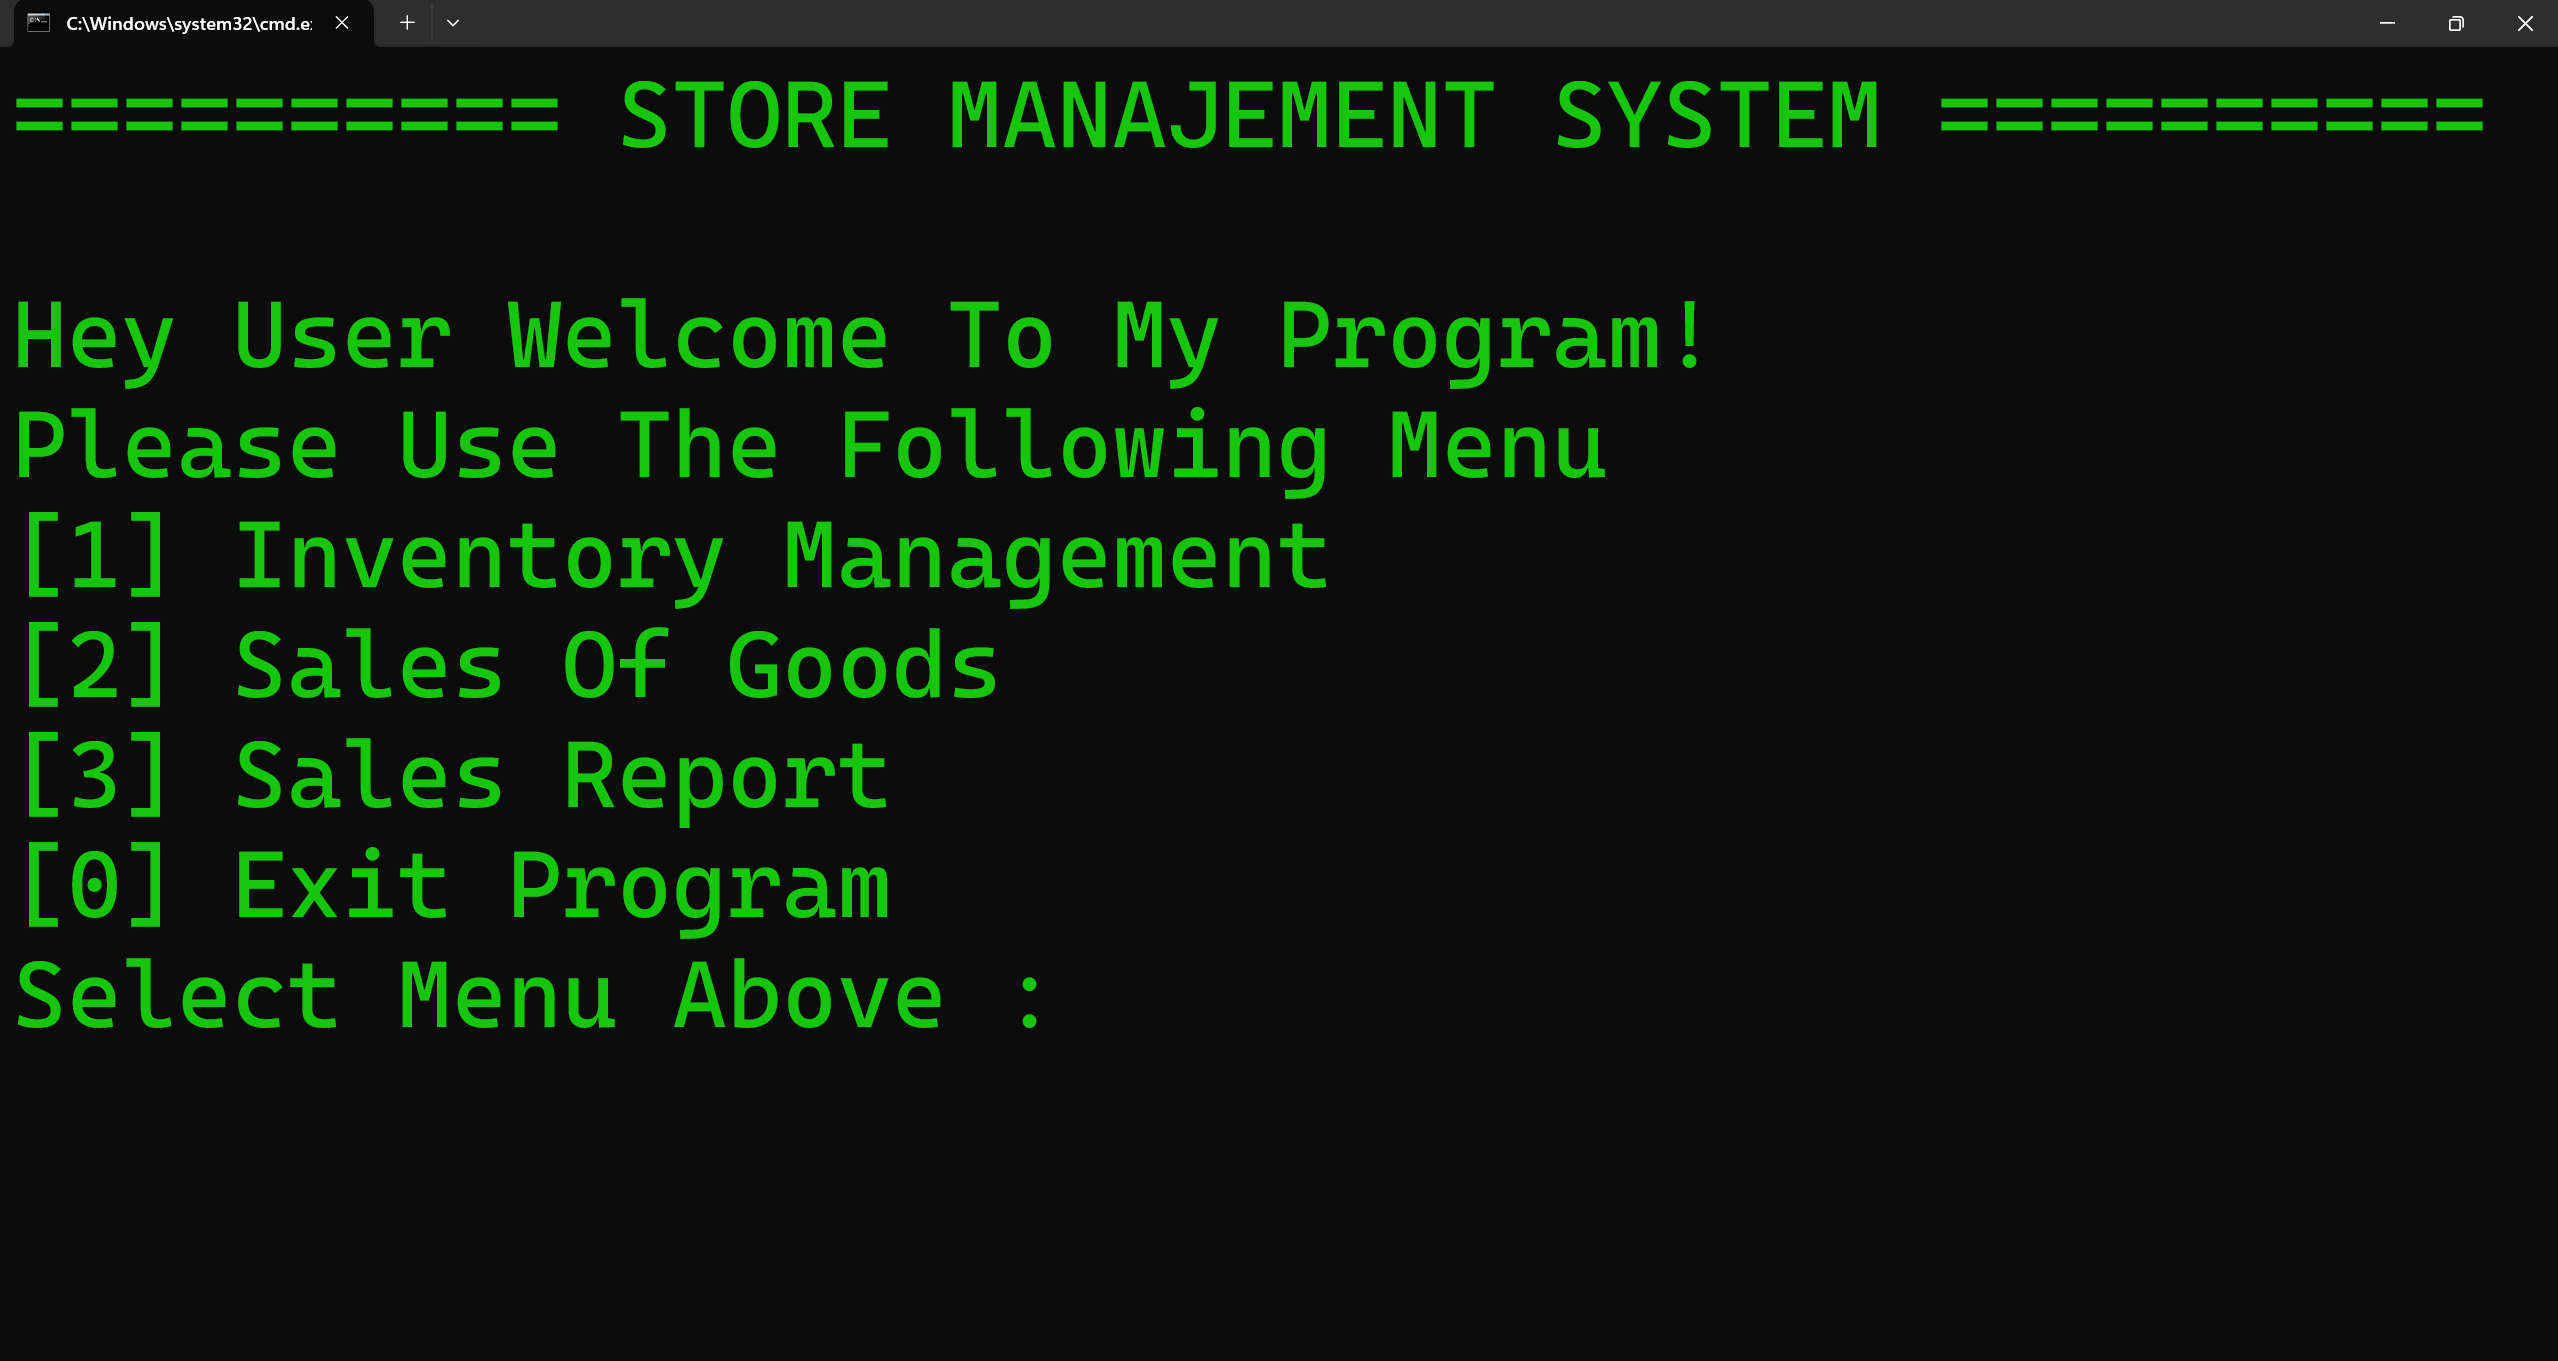 C:\Windows\system32\cmd.e
========== STORE MANAJEMENT SYSTEM ==========
Hey User Welcome To My Program!
Please Use The Following Menu
[1] Inventory Management
[2] Sales Of Goods
[3] Sales Report
[0] Exit Program
Select Menu Above :